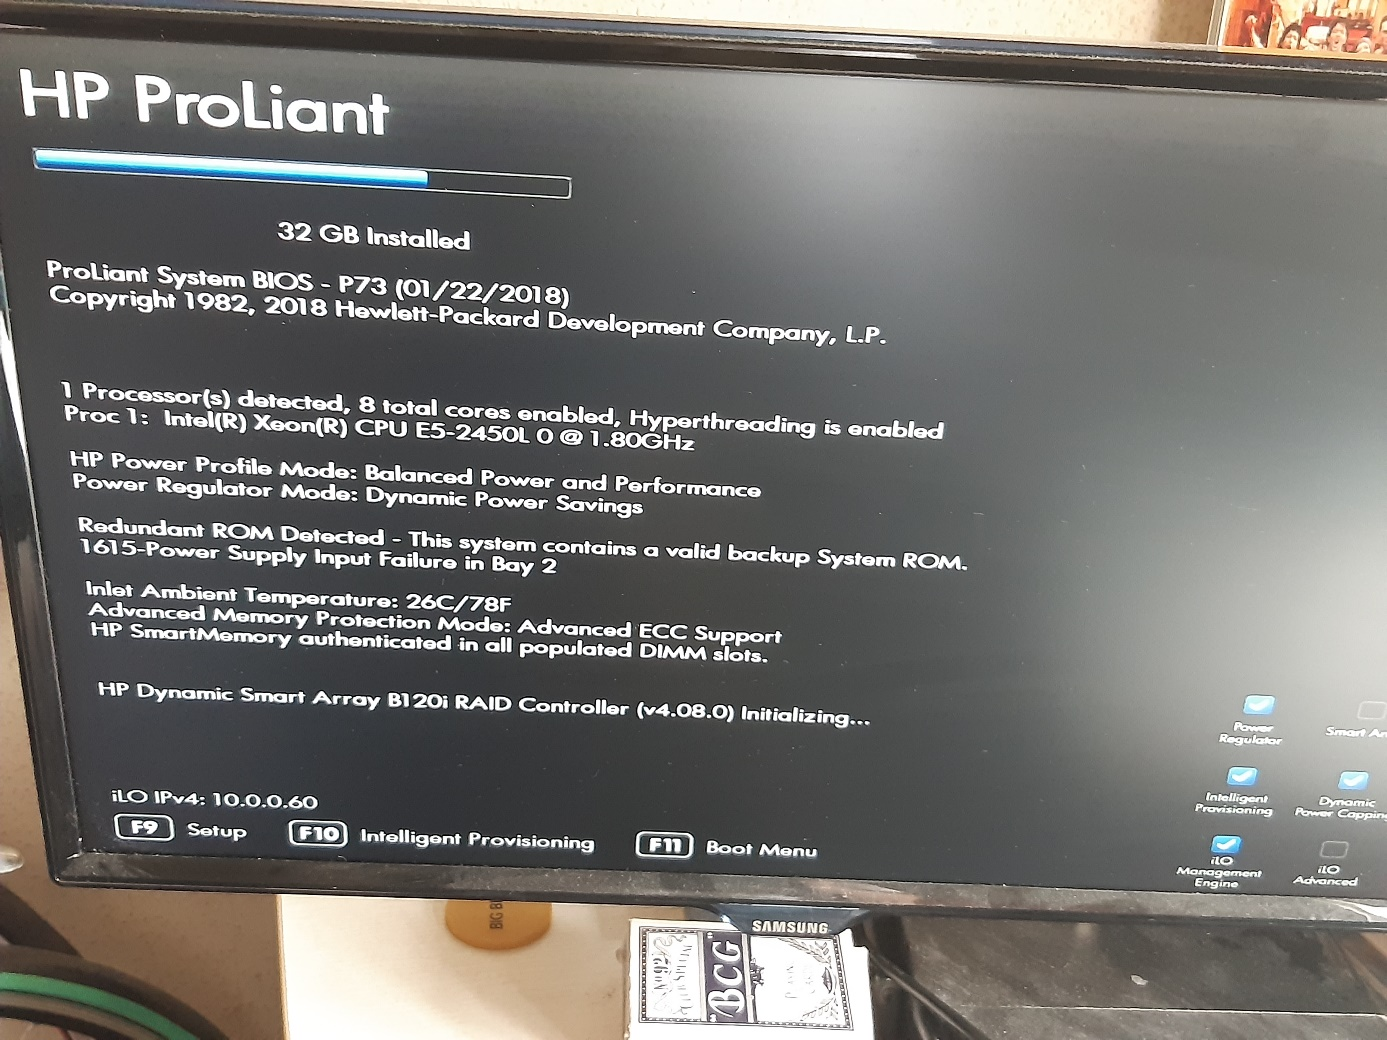 HP ProLiant
32 GB Installed
ProLiant System BIOS - P73 (01/22/2018)
Copyright 1982, 2018 Hewlett-Packard Development Company, L.P.
1 Processor(s) detected, 8 total cores enabled, Hyperthreading is enabled
Proc 1: Intel(R) Xeon(R) CPU E5-2450L 0 @ 1.80GHz
HP Power Profile Mode: Balanced Power and Performance
Power Regulator Mode: Dynamic Power Savings
Redundant ROM Detected - This system contains a valid backup System ROM.
1615-Power Supply Input Failure in Bay 2
Inlet Ambient Temperature: 26C/78F
Advanced Memory Protection Mode: Advanced ECC Support
HP SmartMemory authenticated in all populated DIMM slots.
HP Dynamic Smart Array B120i RAID Controller (v4.08.0) Initializing...
Power
Regulator
Smart
Intelligent
Provisioning
Dynamic
Power
iLO
Management
Engine
iLO
Advanced
iLO IPv4: 10.0.0.60
F9 Setup F10 Intelligent Provisioning F11 Boot Menu
SAMSUNG
BIG
BCG